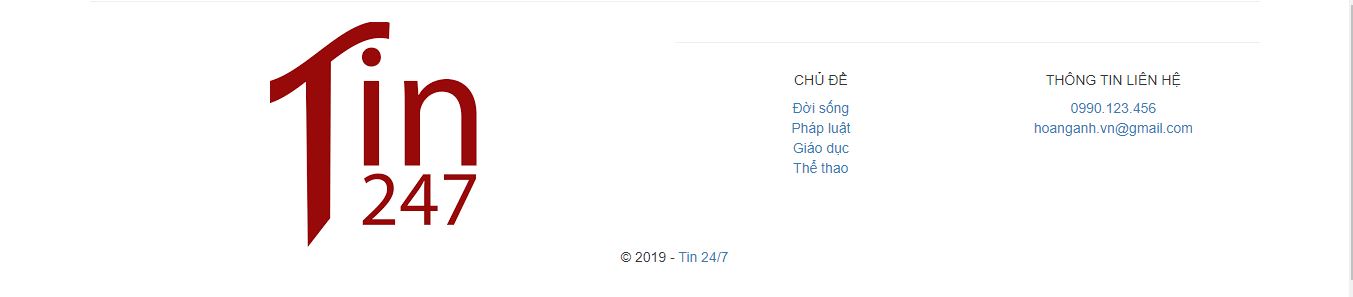 Tin
247
CHỦ ĐỀ
Đời sống
Pháp luật
Giáo dục
Thể thao
THÔNG TIN LIÊN HỆ
0990.123.456
hoanganh.vn@gmail.com
© 2019 - Tin 24/7